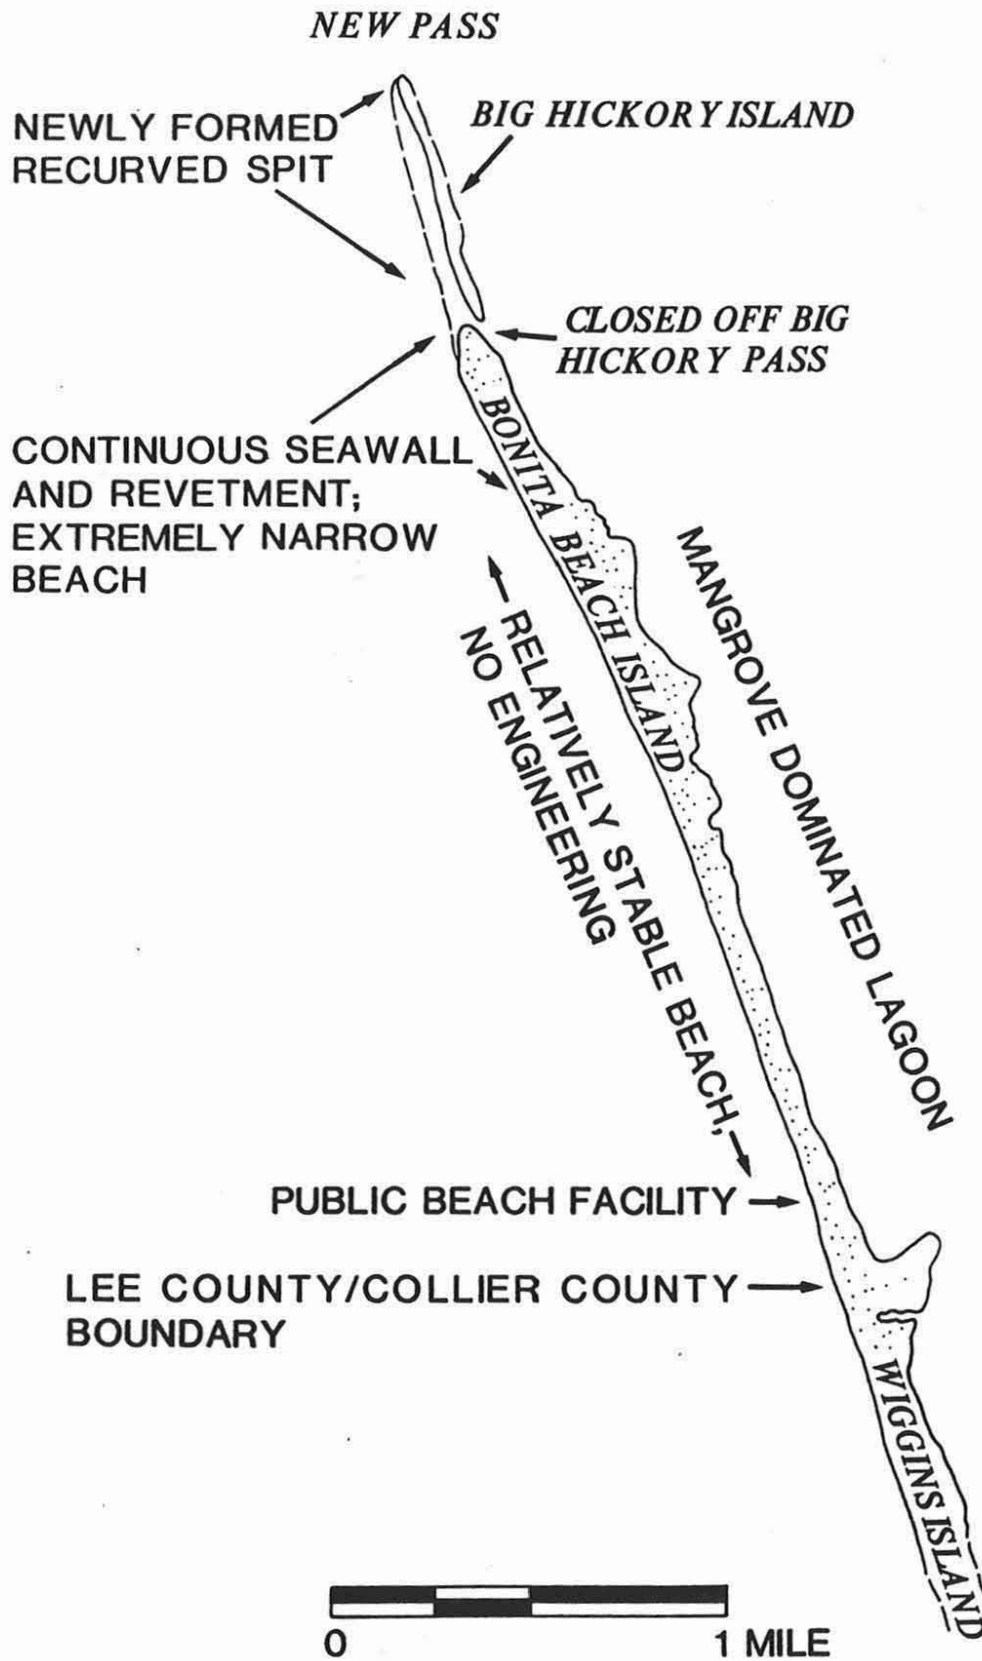 NEW PASS
NEWLY FORMED
RECURVED SPIT
BIG HICKORY ISLAND
CLOSED OFF BIG
HICKORY PASS
CONTINUOUS SEAWALL
AND REVETMENT;
EXTREMELY NARROW
BEACH
BONITA BEACH ISLAND
MANGROVE DOMINATED LAGOON
RELATIVELY STABLE BEACH,
NO ENGINEERING
PUBLIC BEACH FACILITY
LEE COUNTY/COLLIER COUNTY
BOUNDARY
WIGGINS ISLAND
0 1 MILE